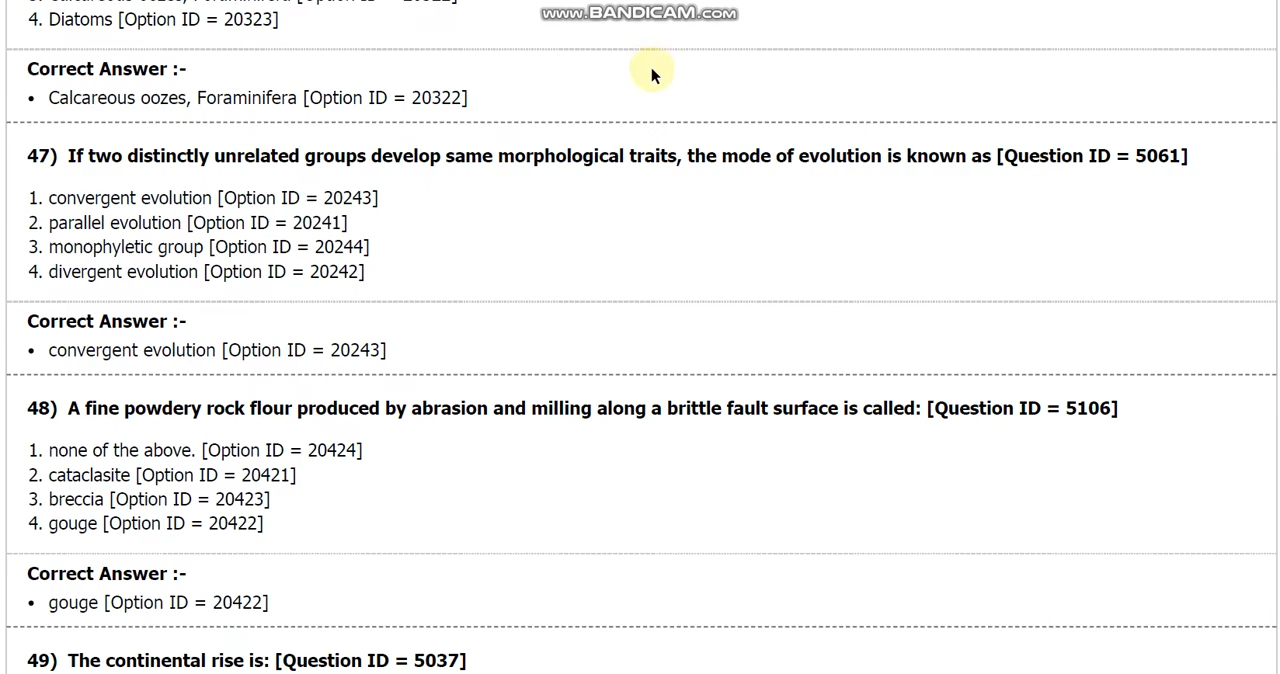 www.BANDICAM.com
4. Diatoms [Option ID = 20323]
Correct Answer :-
• Calcareous oozes, Foraminifera [Option ID = 20322]
47) If two distinctly unrelated groups develop same morphological traits, the mode of evolution is known as [Question ID = 5061]
1. convergent evolution [Option ID = 20243]
2. parallel evolution [Option ID = 20241]
3. monophyletic group [Option ID = 20244]
4. divergent evolution [Option ID = 20242]
Correct Answer :-
• convergent evolution [Option ID = 20243]
48) A fine powdery rock flour produced by abrasion and milling along a brittle fault surface is called: [Question ID = 5106]
1. none of the above. [Option ID = 20424]
2. cataclasite [Option ID = 20421]
3. breccia [Option ID = 20423]
4. gouge [Option ID = 20422]
Correct Answer :-
• gouge [Option ID = 20422]
49) The continental rise is: [Question ID = 5037]